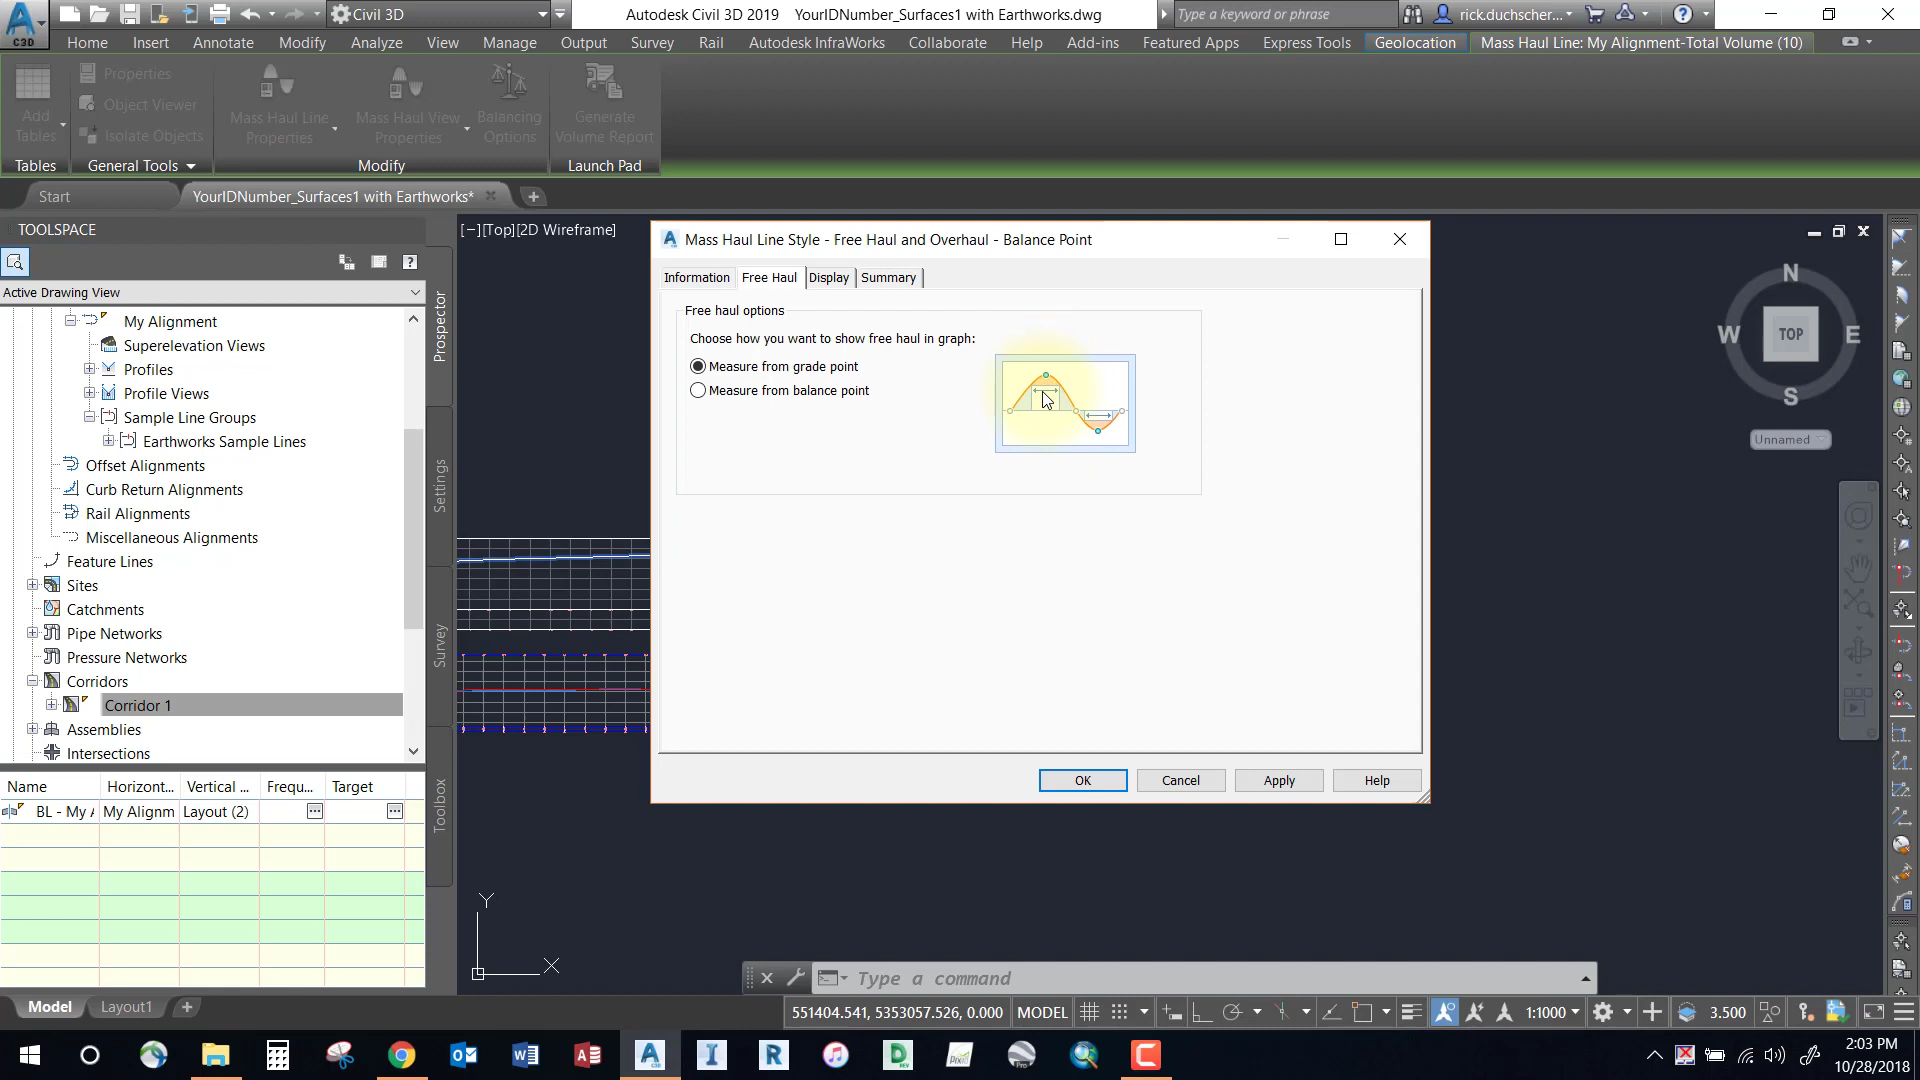 Civil 3D
Autodesk Civil 3D 2019 YourIDNumber_Surfaces1 with Earthworks.dwg
Type a keyword or phrase
rick.duchscher...
C3D
Home Insert Annotate Modify Analyze View Manage Output Survey Rail Autodesk InfraWorks Collaborate Help Add-ins Featured Apps Express Tools Geolocation Mass Haul Line: My Alignment-Total Volume (10)
Add Tables
Properties
Object Viewer
Isolate Objects
Mass Haul Line Properties
Mass Haul View Properties
Balancing Options
Generate Volume Report
Tables General Tools Modify Launch Pad
Start YourIDNumber_Surfaces1 with Earthworks*
TOOLSPACE
Active Drawing View
My Alignment
Superelevation Views
Profiles
Profile Views
Sample Line Groups
Earthworks Sample Lines
Offset Alignments
Curb Return Alignments
Rail Alignments
Miscellaneous Alignments
Feature Lines
Sites
Catchments
Pipe Networks
Pressure Networks
Corridors
Corridor 1
Assemblies
Intersections
Prospector
Settings
Survey
Toolbox
Name Horizont... Vertical ... Frequ... Target
BL - My A My Alignm Layout (2)
[−][Top][2D Wireframe]
Mass Haul Line Style - Free Haul and Overhaul - Balance Point
Information Free Haul Display Summary
Free haul options
Choose how you want to show free haul in graph:
Measure from grade point
Measure from balance point
OK Cancel Apply Help
N
W TOP E
S
Unnamed
Y
X
Type a command
Model Layout1
551404.541, 5353057.526, 0.000 MODEL 1:1000 3.500
2:03 PM
10/28/2018